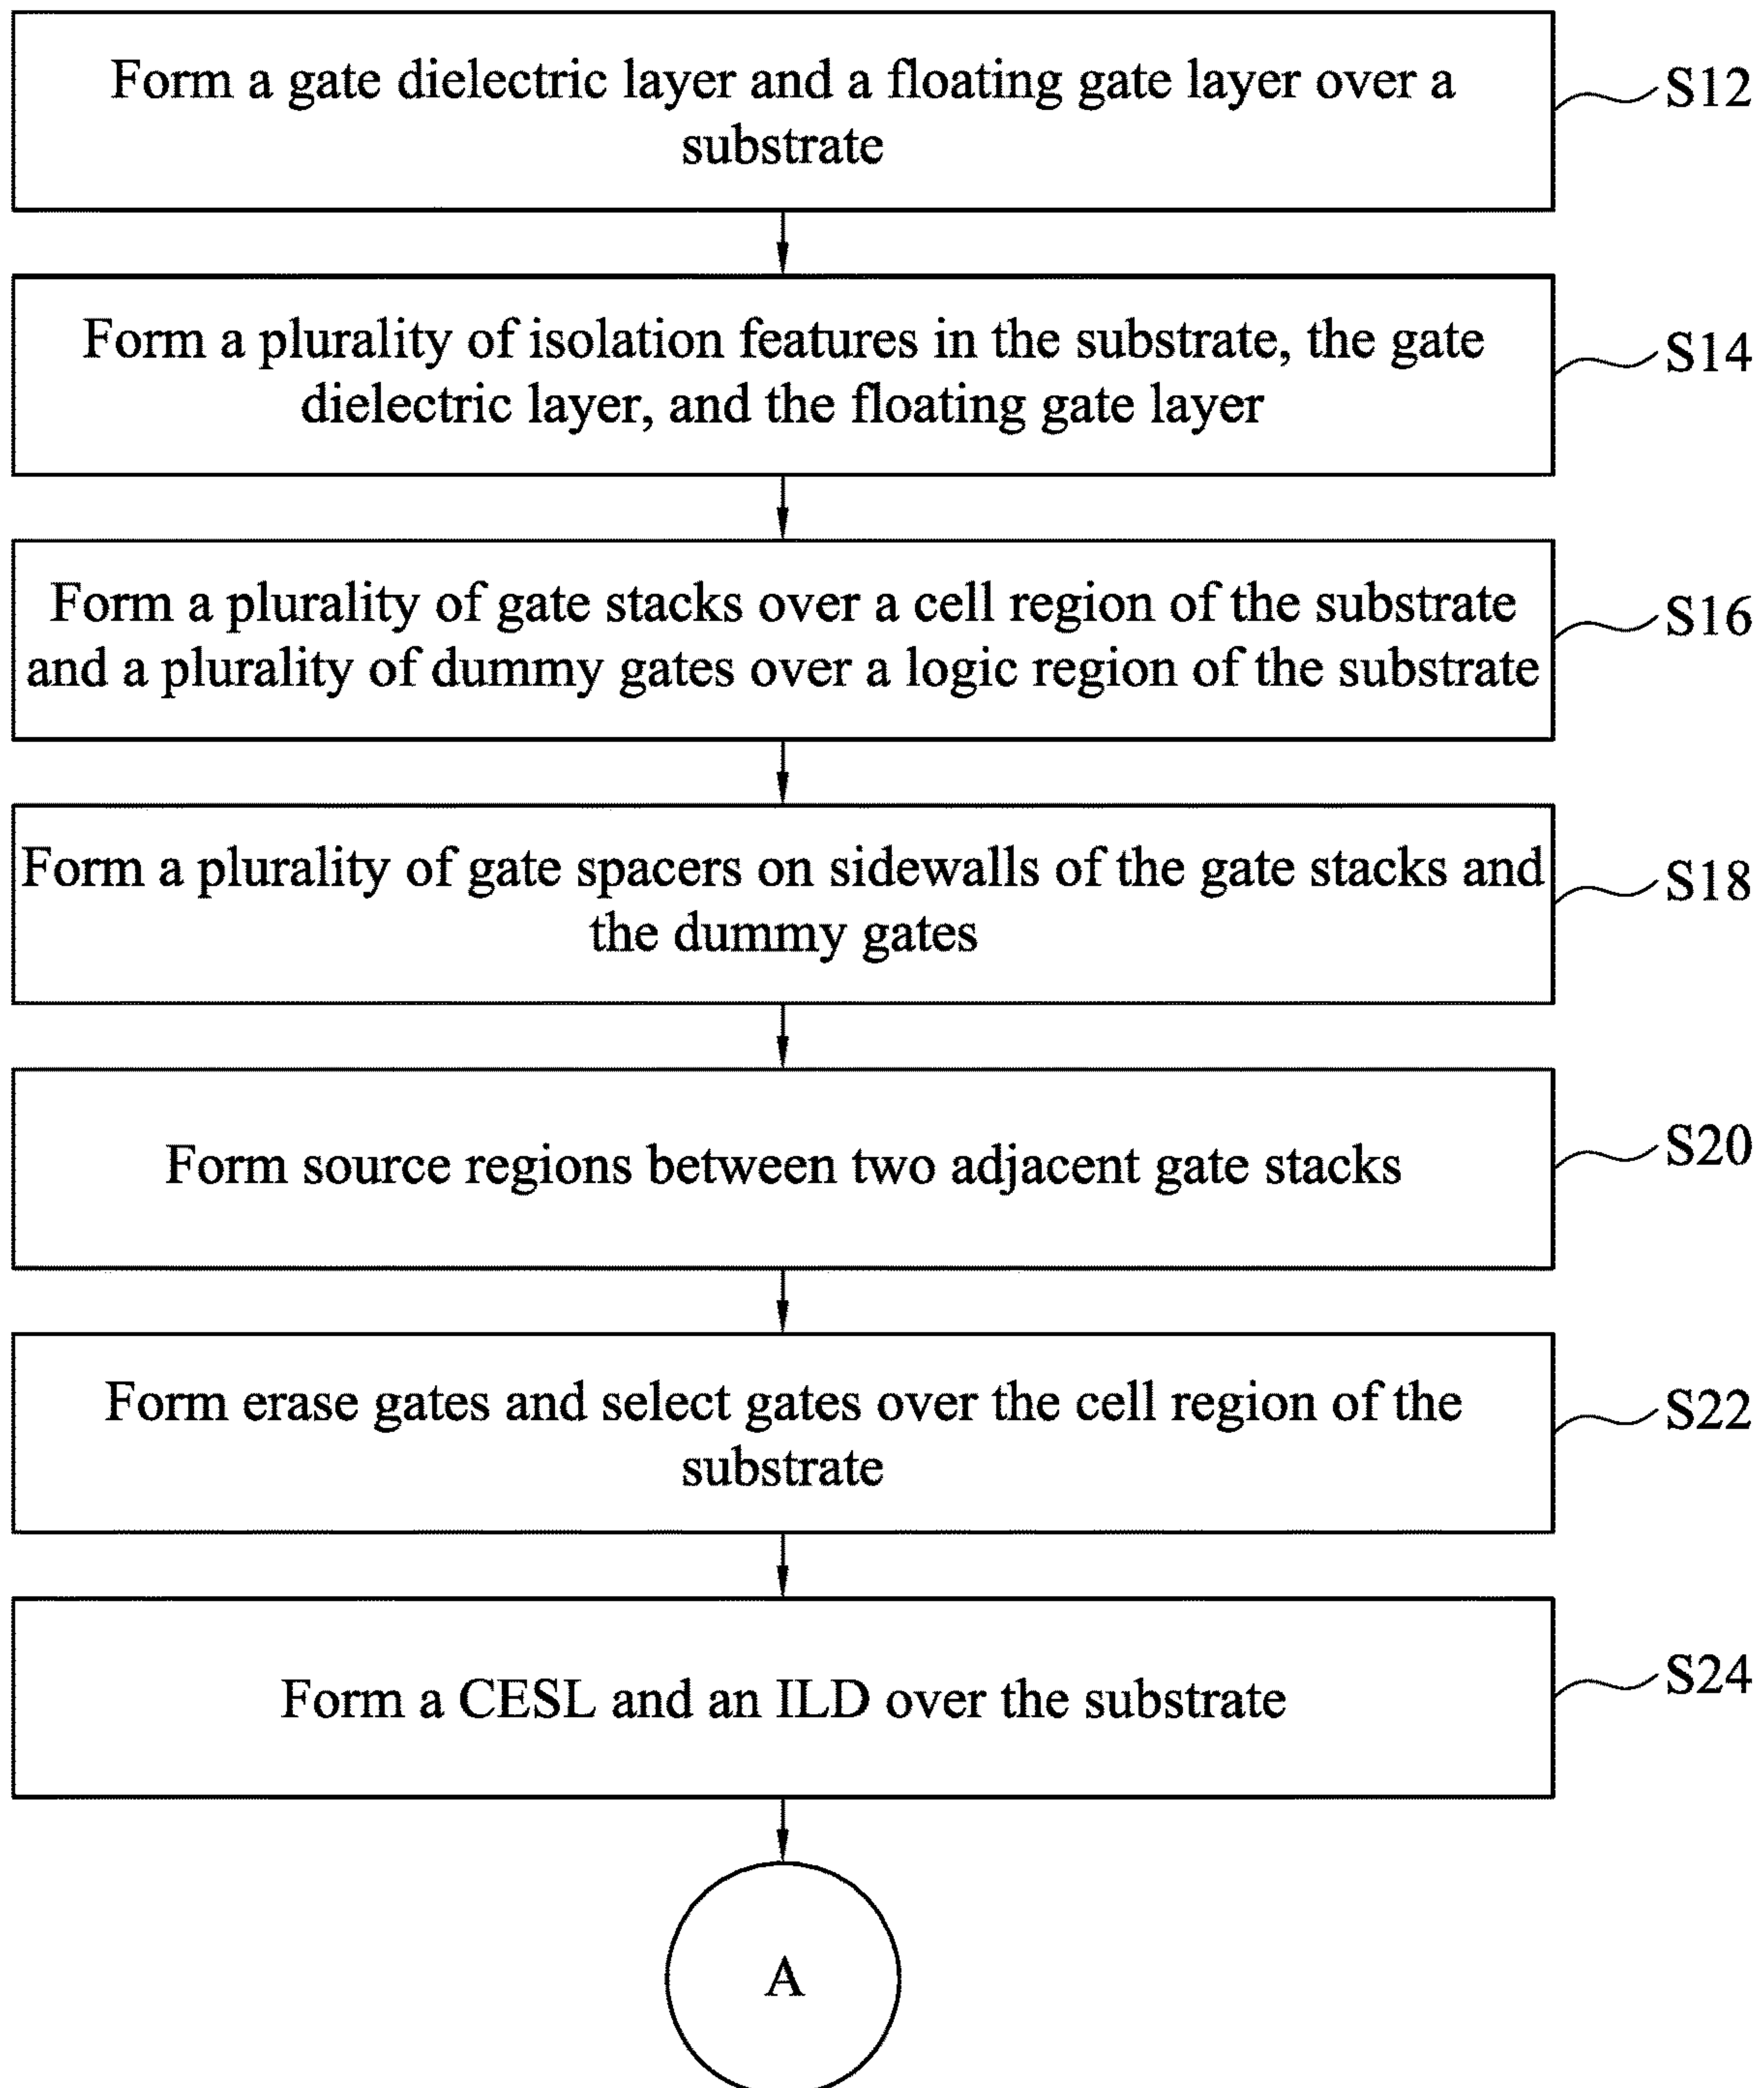 Form a gate dielectric layer and a floating gate layer over a
substrate
S12
Form a plurality of isolation features in the substrate, the gate
dielectric layer, and the floating gate layer
S14
Form a plurality of gate stacks over a cell region of the substrate
and a plurality of dummy gates over a logic region of the substrate
S16
Form a plurality of gate spacers on sidewalls of the gate stacks and
the dummy gates
S18
Form source regions between two adjacent gate stacks
S20
Form erase gates and select gates over the cell region of the
substrate
S22
Form a CESL and an ILD over the substrate
S24
A